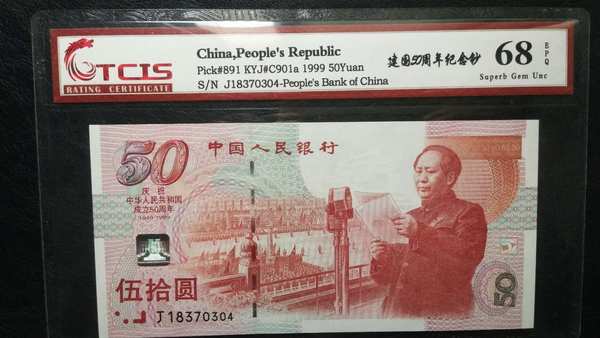 TCIS
RATING CERTIFICATE
China,People's Republic
Pick#891 KYJ#C901a 1999 50Yuan
S/N J18370304-People's Bank of China
建国50周年纪念钞
68
EPQ
Superb Gem Unc
50
中国人民银行
庆祝
中华人民共和国
成立50周年
1949-1999
伍拾圆
J18370304
50